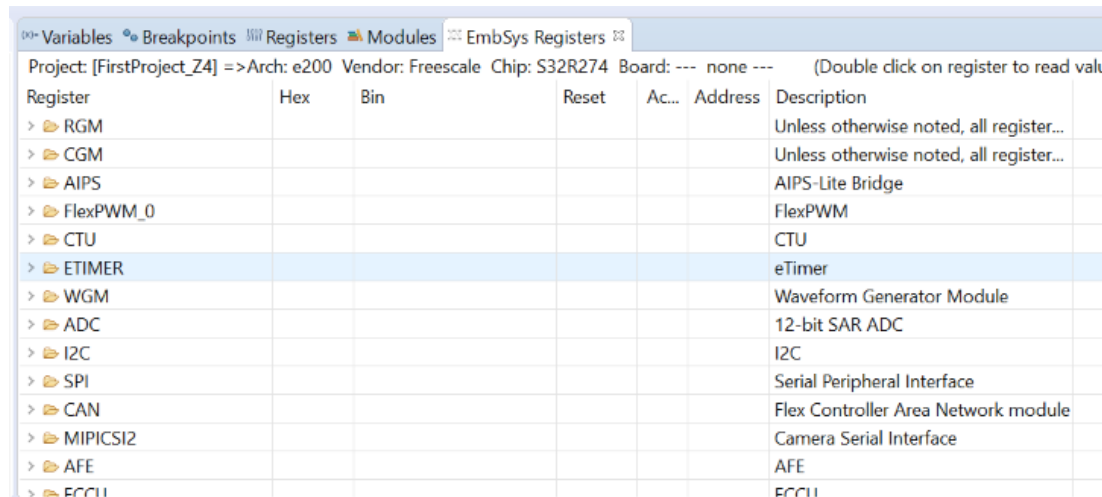 Variables Breakpoints Registers Modules EmbSys Registers
Project: [FirstProject_Z4] =>Arch: e200 Vendor: Freescale Chip: S32R274 Board: --- none --- (Double click on register to read valu
Register Hex Bin Reset Ac... Address Description
RGM Unless otherwise noted, all register...
CGM Unless otherwise noted, all register...
AIPS AIPS-Lite Bridge
FlexPWM_0 FlexPWM
CTU CTU
ETIMER eTimer
WGM Waveform Generator Module
ADC 12-bit SAR ADC
I2C I2C
SPI Serial Peripheral Interface
CAN Flex Controller Area Network module
MIPICSI2 Camera Serial Interface
AFE AFE